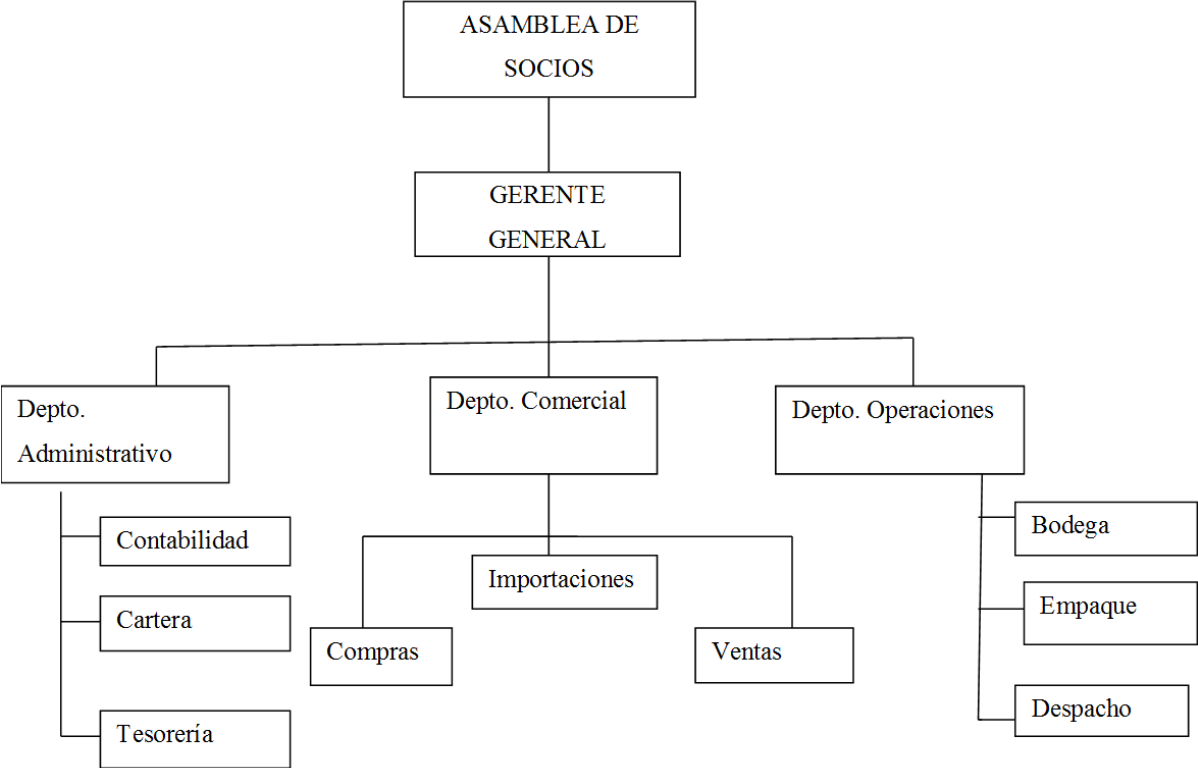 ASAMBLEA DE
SOCIOS
GERENTE
GENERAL
Depto.
Administrativo
Depto. Comercial
Depto. Operaciones
Contabilidad
Cartera
Tesorería
Importaciones
Compras
Ventas
Bodega
Empaque
Despacho